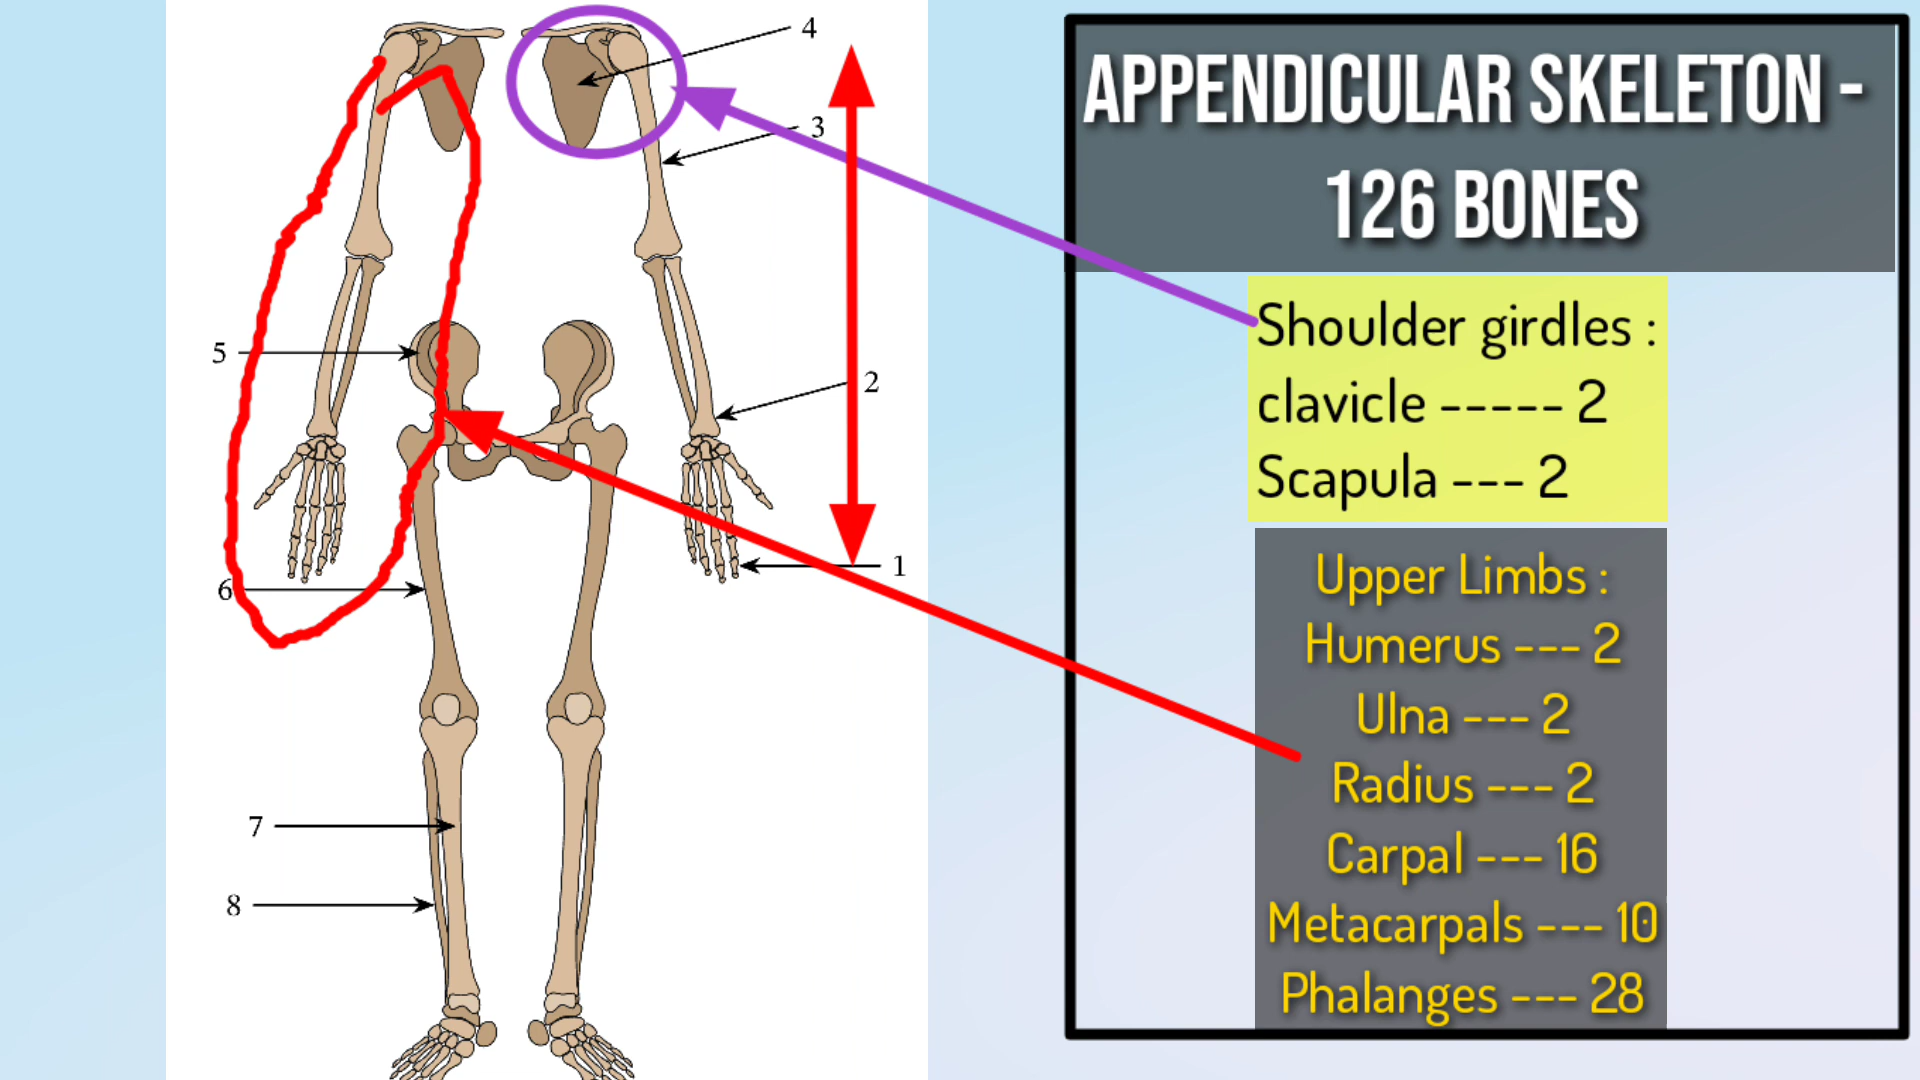 4
3
5
2
1
6
7
8
APPENDICULAR SKELETON -
126 BONES
Shoulder girdles :
clavicle ----- 2
Scapula --- 2
Upper Limbs :
Humerus --- 2
Ulna --- 2
Radius --- 2
Carpal --- 16
Metacarpals --- 10
Phalanges --- 28